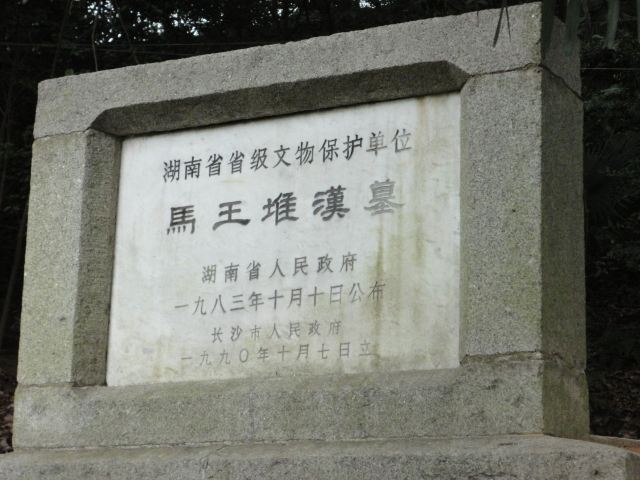 湖南省省级文物保护单位
馬王堆漢墓
湖南省人民政府
一九八三年十月十日公布
长沙市人民政府
一九九〇年十月七日立